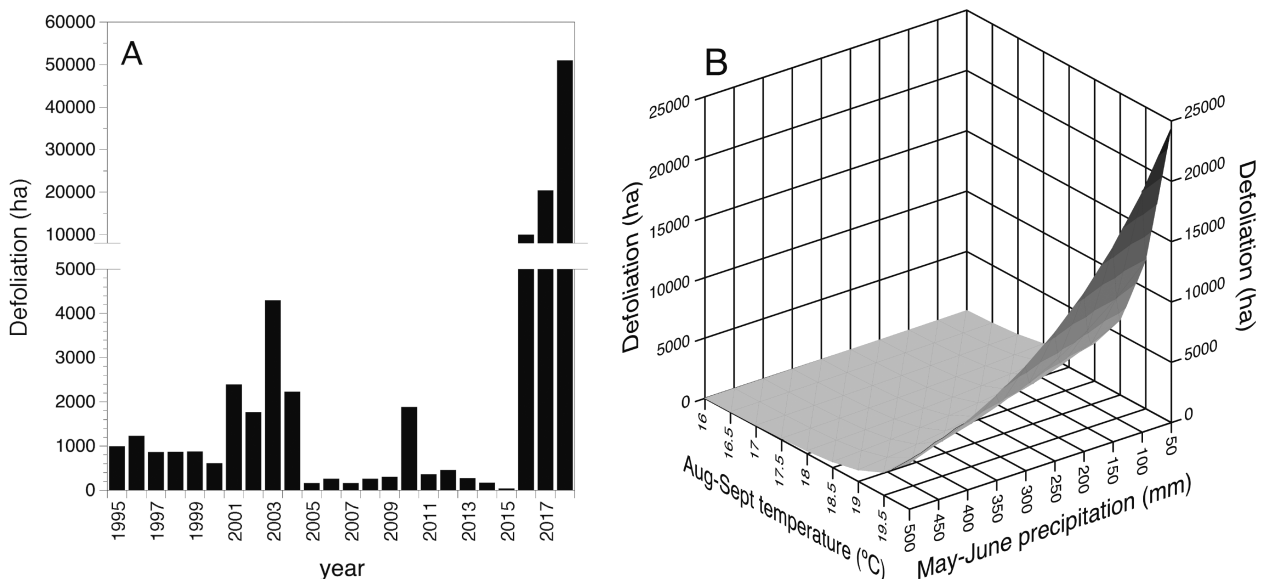 A
60000
50000
40000
30000
20000
10000
5000
4000
3000
2000
1000
0
Defoliation (ha)
1995 1997 1999 2001 2003 2005 2007 2009 2011 2013 2015 2017
year
B
25000
20000
15000
10000
5000
0
Defoliation (ha)
16 16.5 17 17.5 18 18.5 19 19.5
Aug-Sept temperature (ºC)
500 450 400 350 300 250 200 150 100 50
May-June precipitation (mm)
25000
20000
15000
10000
5000
0
Defoliation (ha)